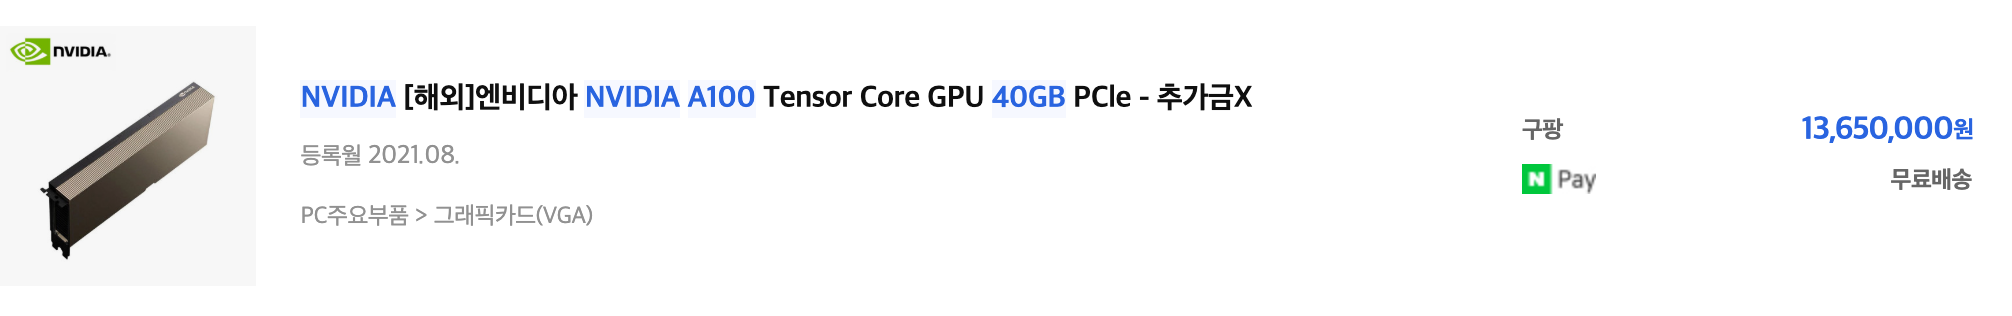 NVIDIA.
NVIDIA [해외]엔비디아 NVIDIA A100 Tensor Core GPU 40GB PCle - 추가금X
등록월 2021.08.
PC주요부품 > 그래픽카드(VGA)
구팡 13,650,000원
N Pay 무료배송